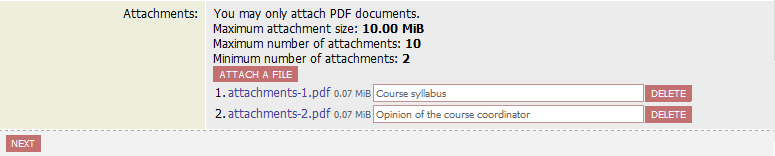 Attachments: You may only attach PDF documents.
Maximum attachment size: 10.00 MiB
Maximum number of attachments: 10
Minimum number of attachments: 2
ATTACH A FILE
1. attachments-1.pdf 0.07 MiB Course syllabus DELETE
2. attachments-2.pdf 0.07 MiB Opinion of the course coordinator DELETE
NEXT